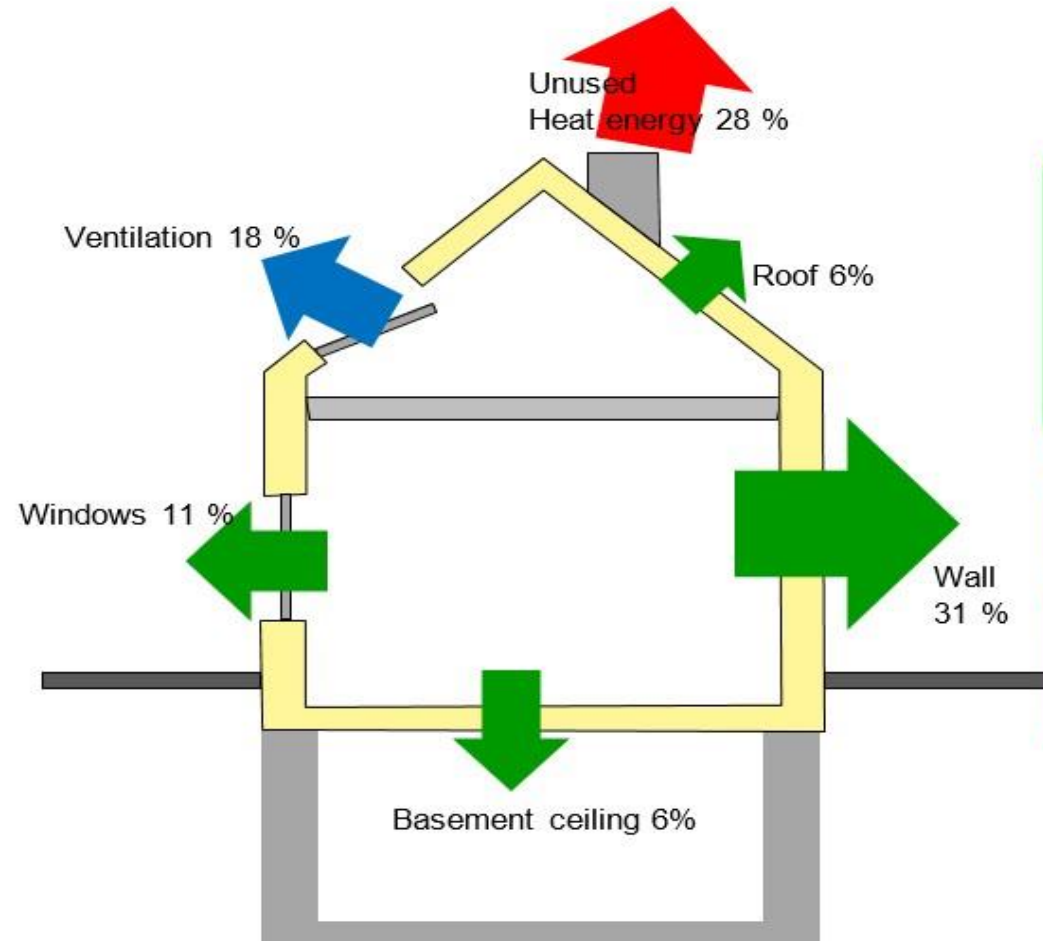 Unused
Heat energy 28 %
Ventilation 18 %
Roof 6%
Windows 11 %
Wall
31 %
Basement ceiling 6%